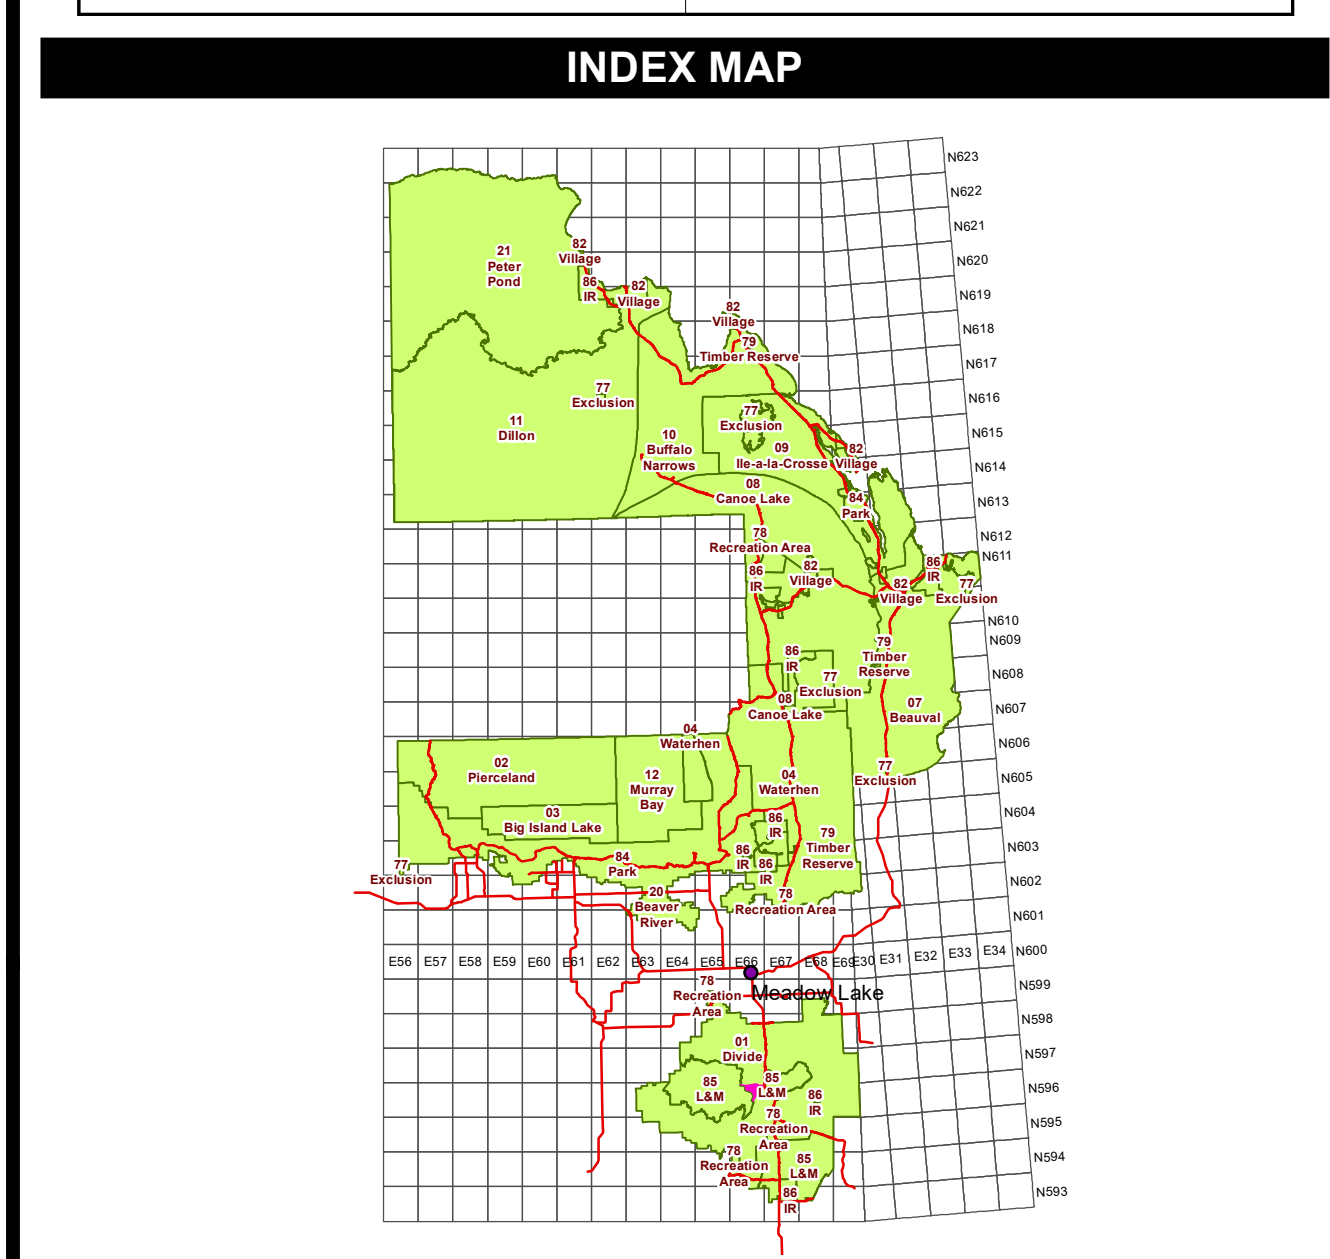 INDEX MAP
N623
N622
N621
N620
N619
N618
N617
N616
N615
N614
N613
N612
N611
N610
N609
N608
N607
N606
N605
N604
N603
N602
N601
N600
N599
N598
N597
N596
N595
N594
N593
21
Peter
Pond
82
Village
86
IR
82
Village
82
Village
79
Timber Reserve
77
Exclusion
11
Dillon
77
Exclusion
10
Buffalo
Narrows
09
Ile-a-la-Crosse
82
Village
08
Canoe Lake
84
Park
78
Recreation Area
86
IR
82
Village
86
IR
82
Village
77
Exclusion
79
Timber
Reserve
86
IR
77
Exclusion
08
Canoe Lake
07
Beauval
04
Waterhen
02
Pierceland
12
Murray
Bay
04
Waterhen
77
Exclusion
03
Big Island Lake
86
IR
79
Timber
Reserve
86
IR
86
IR
84
Park
77
Exclusion
20
Beaver
River
78
Recreation Area
E56 E57 E58 E59 E60 E61 E62 E63 E64 E65 E66 E67 E68 E69 E30 E31 E32 E33 E34
Meadow Lake
78
Recreation
Area
01
Divide
85
L&M
85
L&M
86
IR
78
Recreation
Area
78
Recreation
Area
85
L&M
86
IR